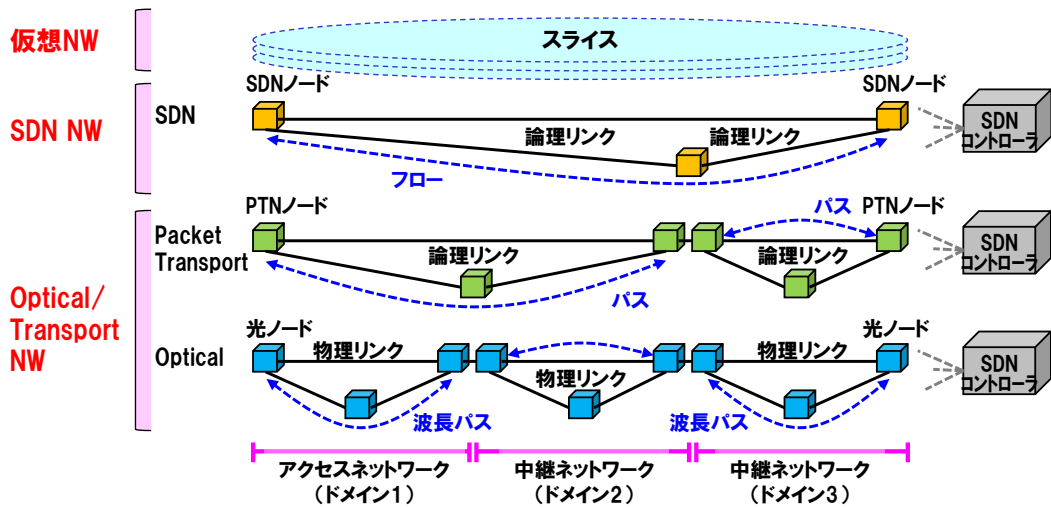 仮想NW
スライス
SDNノード
SDNノード
SDN NW
SDN
論理リンク
論理リンク
フロー
SDN
コントローラ
PTNノード
パス
PTNノード
Packet
Transport
論理リンク
論理リンク
パス
SDN
コントローラ
Optical/
Transport
NW
光ノード
光ノード
Optical
物理リンク
物理リンク
物理リンク
波長パス
波長パス
SDN
コントローラ
アクセスネットワーク
（ドメイン1）
中継ネットワーク
（ドメイン2）
中継ネットワーク
（ドメイン3）